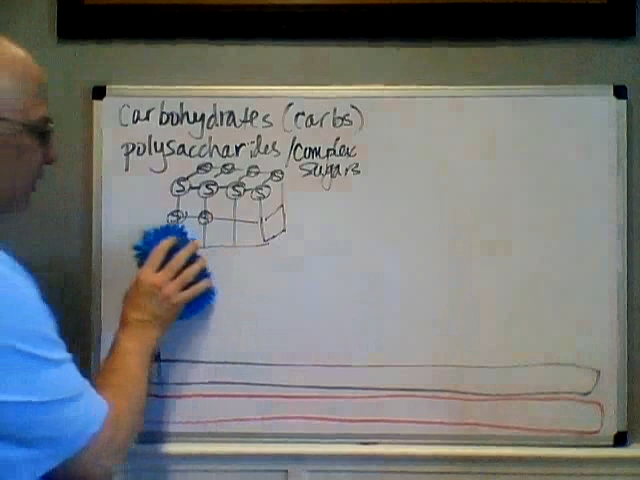 Carbohydrates (carbs)
polysaccharides/complex
sugars
S S S S
S S